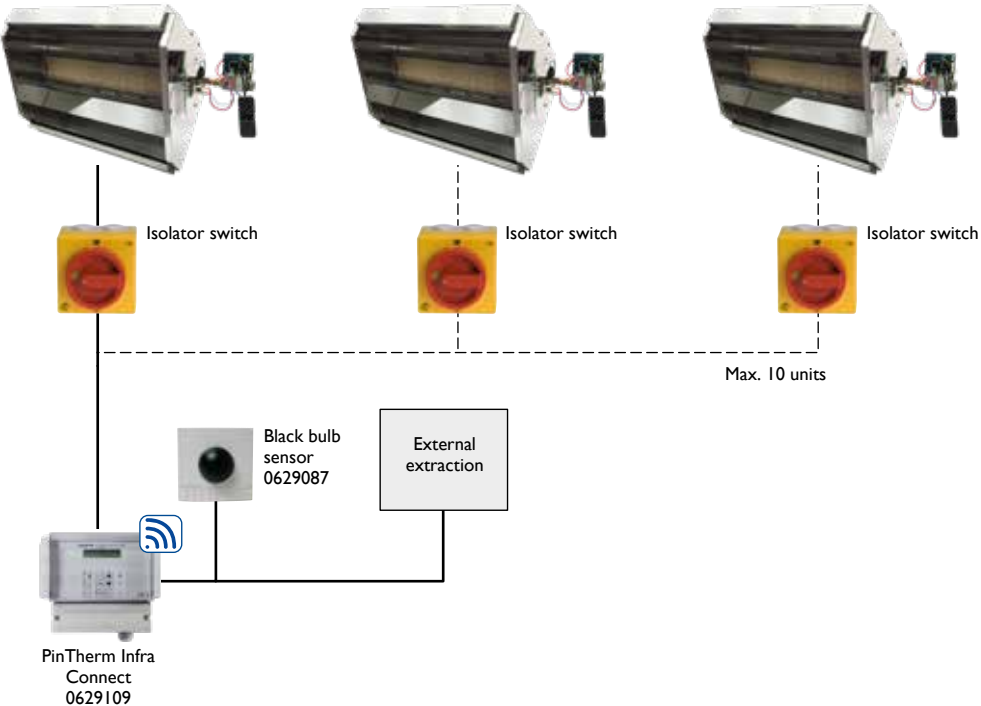 Isolator switch
Isolator switch
Isolator switch
Max. 10 units
Black bulb
sensor
0629087
External
extraction
PinTherm Infra
Connect
0629109